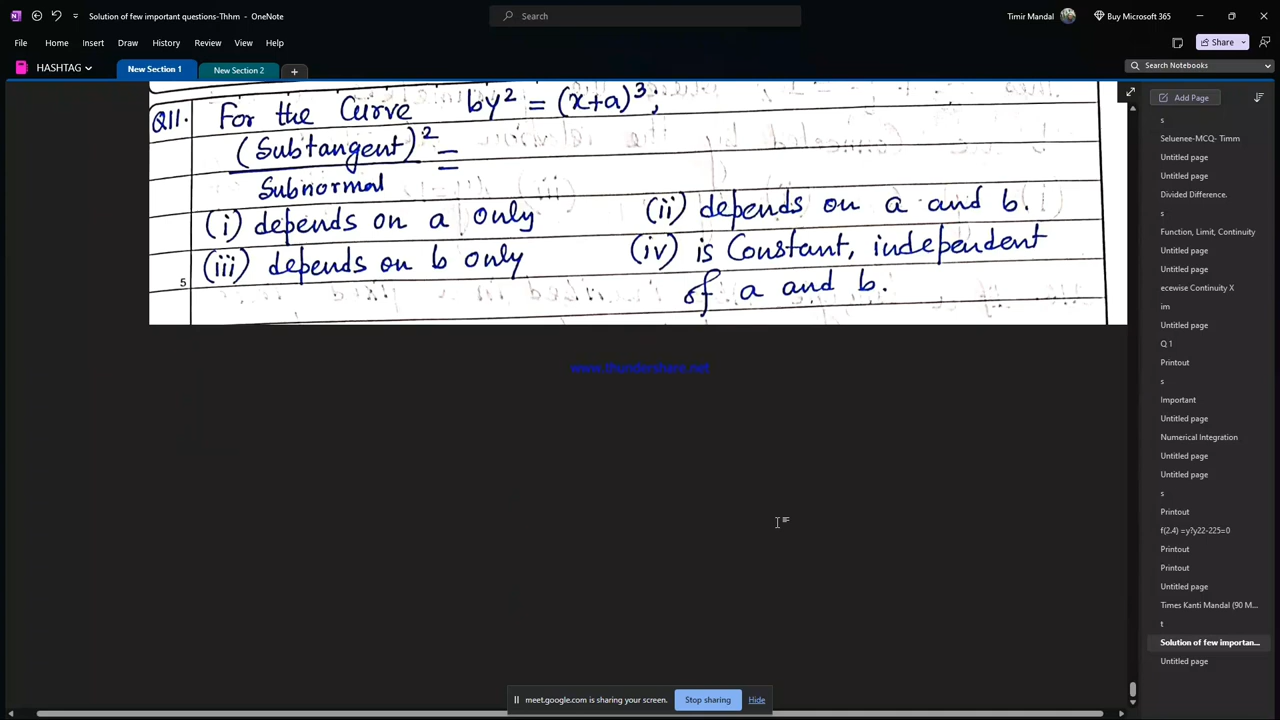 Solution of few important questions-Thhm - OneNote
Search
Timir Mandal
Buy Microsoft 365
File Home Insert Draw History Review View Help
Share
HASHTAG
New Section 1
New Section 2
Search Notebooks
Add Page
Q11. For the Curve by² = (x+a)³,
(Subtangent)² =
Subnormal
(i) depends on a only (ii) depends on a and b.
(iii) depends on b only (iv) is Constant, independent
of a and b.
5
www.thundershare.net
s
Seluenee-MCQ- Timm
Untitled page
Untitled page
Divided Difference.
s
Function, Limit, Continuity
Untitled page
Untitled page
ecewise Continuity X
im
Untitled page
Q 1
Printout
s
Important
Untitled page
Numerical Integration
Untitled page
Untitled page
s
Printout
f(2.4) =y?y22-225=0
Printout
Printout
Untitled page
Times Kanti Mandal (90 M...
t
Solution of few importan...
Untitled page
meet.google.com is sharing your screen.
Stop sharing
Hide